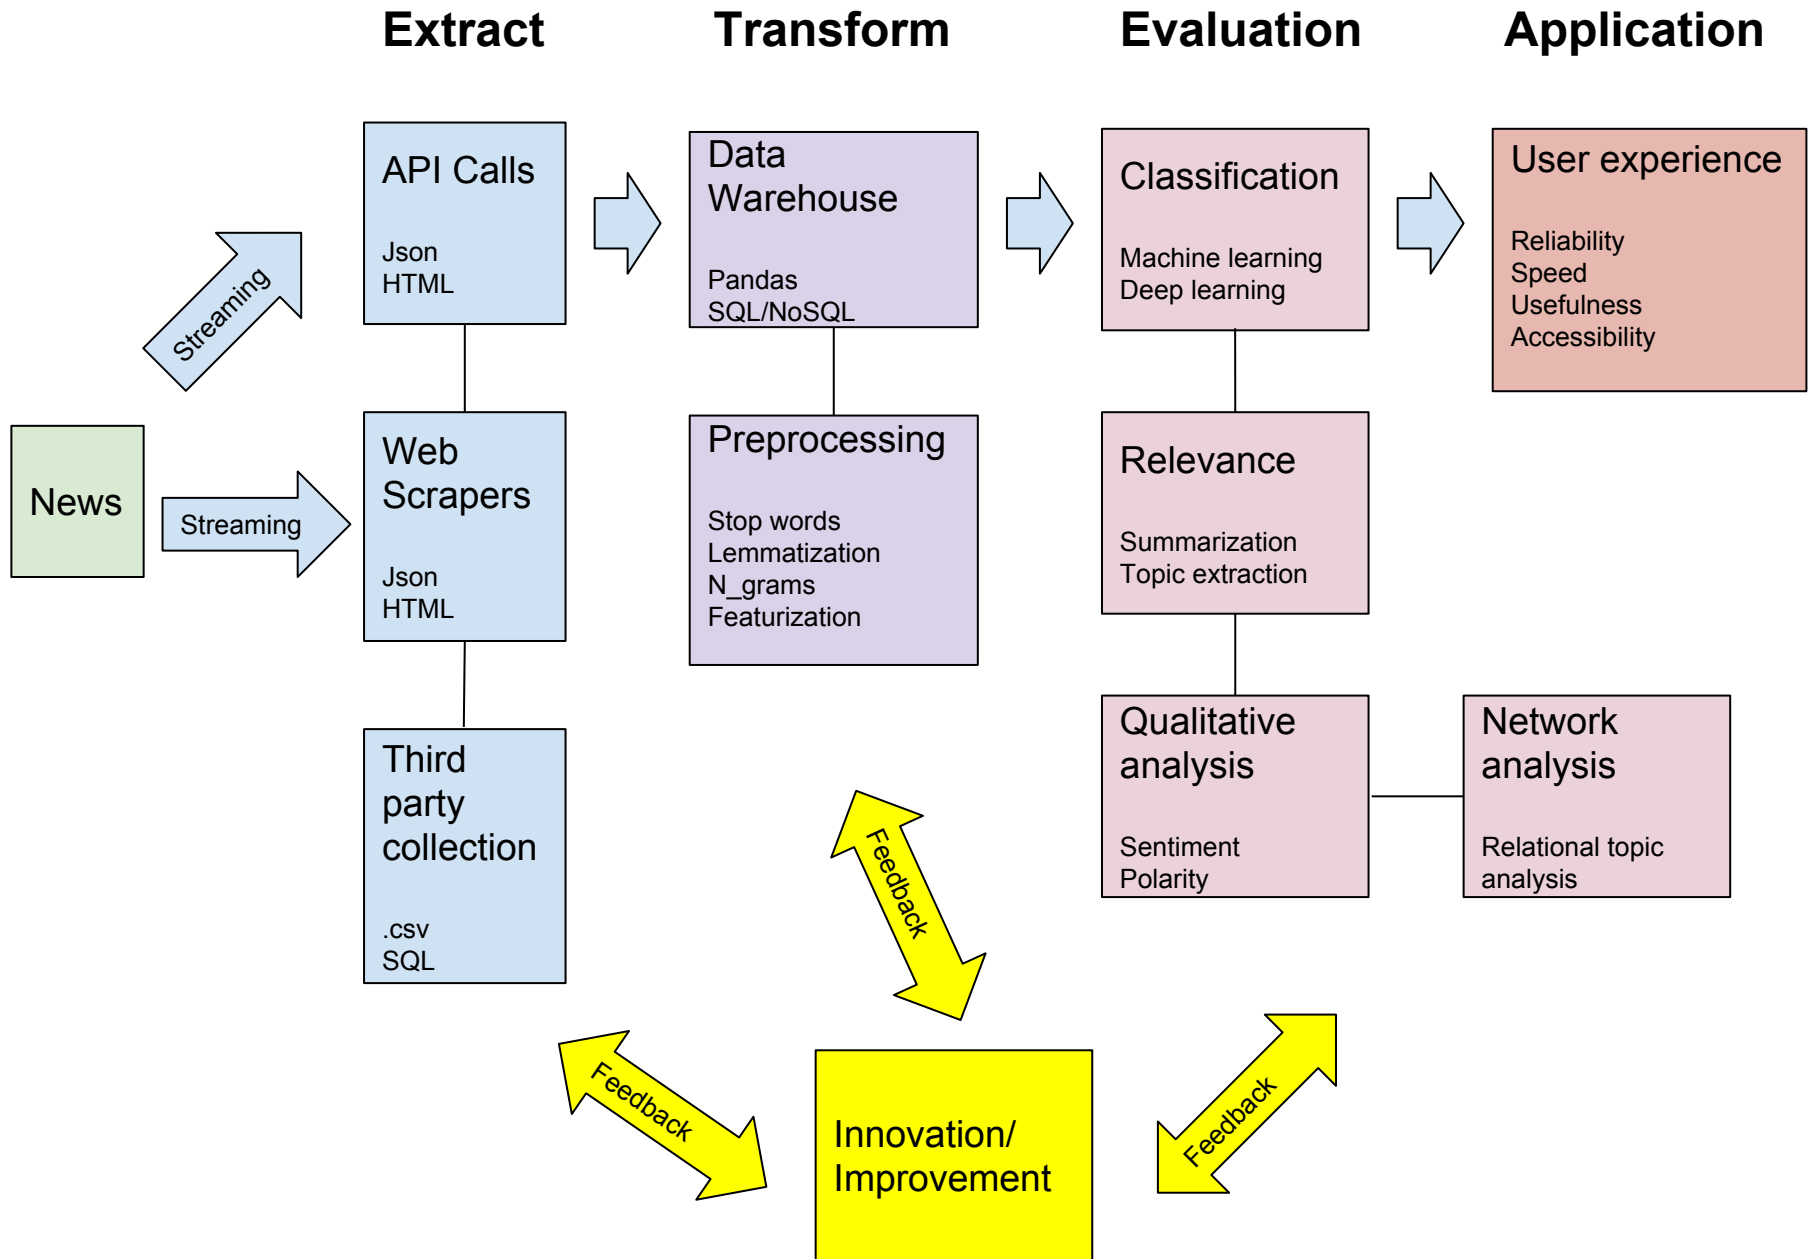 Extract
Transform
Evaluation
Application
API Calls
Json
HTML
Data
Warehouse
Pandas
SQL/NoSQL
Classification
Machine learning
Deep learning
User experience
Reliability
Speed
Usefulness
Accessibility
Streaming
News
Streaming
Web
Scrapers
Json
HTML
Preprocessing
Stop words
Lemmatization
N_grams
Featurization
Relevance
Summarization
Topic extraction
Third
party
collection
.csv
SQL
Qualitative
analysis
Sentiment
Polarity
Network
analysis
Relational topic
analysis
Feedback
Feedback
Feedback
Innovation/
Improvement